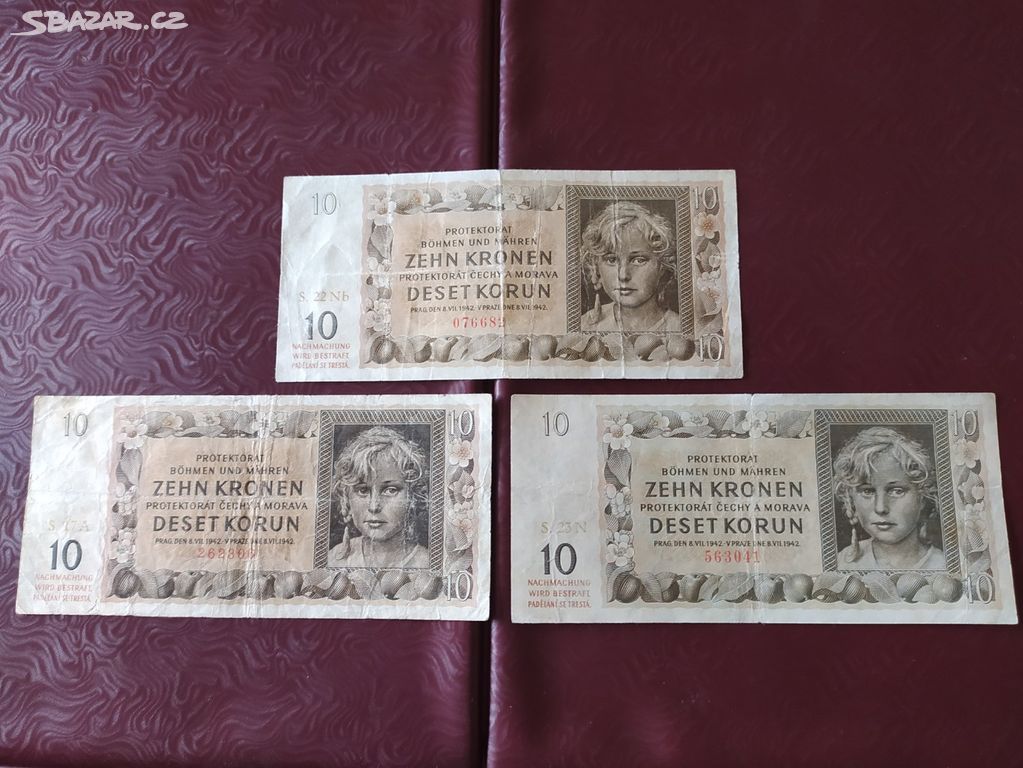 SBAZAR.CZ
10 10
PROTEKTORAT
BÖHMEN UND MÄHREN
ZEHN KRONEN
PROTEKTORÁT ČECHY A MORAVA
DESET KORUN
PRAG, DEN 8. VII. 1942. - V PRAZE DNE 8. VII. 1942.
076682
S. 22 Nb
10
NACHMACHUNG
WIRD BESTRAFT.
PADĚLÁNÍ SE TRESTÁ.
10
10 10
PROTEKTORAT
BÖHMEN UND MÄHREN
ZEHN KRONEN
PROTEKTORÁT ČECHY A MORAVA
DESET KORUN
PRAG, DEN 8. VII. 1942. - V PRAZE DNE 8. VII. 1942.
S.
10
NACHMACHUNG
WIRD BESTRAFT.
PADĚLÁNÍ SE TRESTÁ.
10
10 10
PROTEKTORAT
BÖHMEN UND MÄHREN
ZEHN KRONEN
PROTEKTORÁT ČECHY A MORAVA
DESET KORUN
PRAG, DEN 8. VII. 1942. - V PRAZE DNE 8. VII. 1942.
563041
S. 23 N
10
NACHMACHUNG
WIRD BESTRAFT.
PADĚLÁNÍ SE TRESTÁ.
10